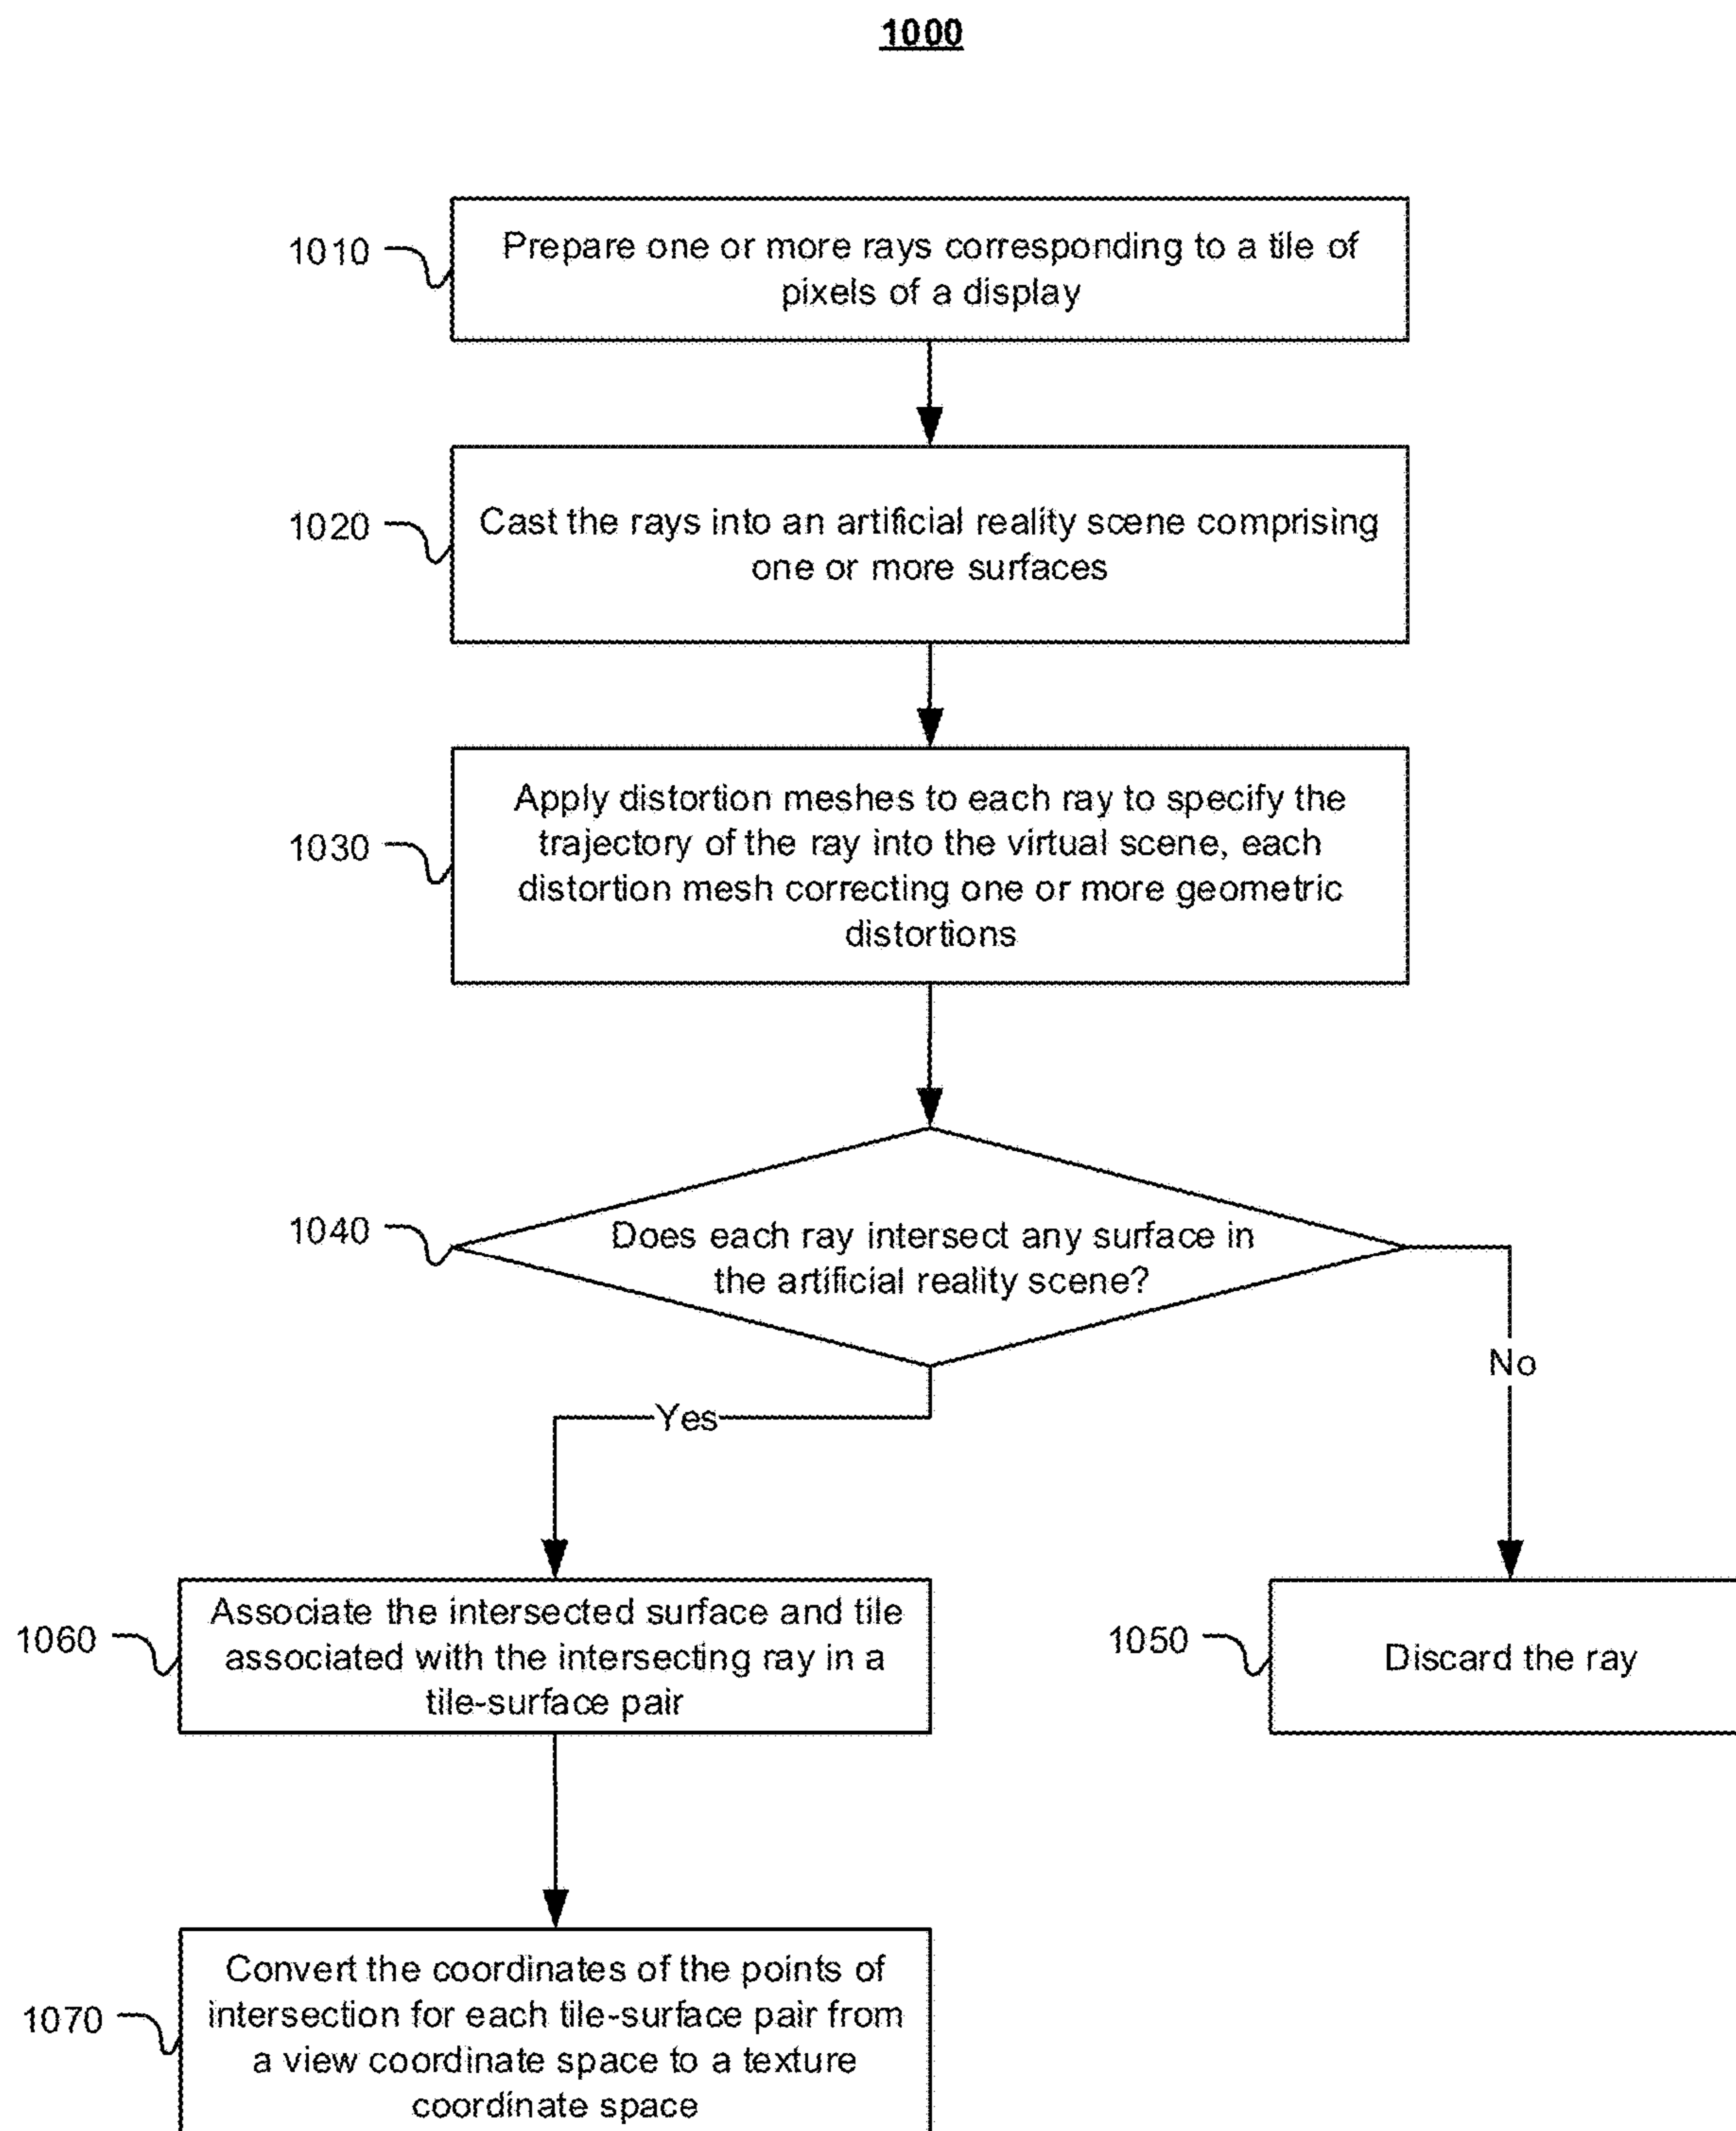 1000
1010
Prepare one or more rays corresponding to a tile of
pixels of a display
1020
Cast the rays into an artificial reality scene comprising
one or more surfaces
1030
Apply distortion meshes to each ray to specify the
trajectory of the ray into the virtual scene, each
distortion mesh correcting one or more geometric
distortions
1040
Does each ray intersect any surface in
the artificial reality scene?
No
Yes
1060
Associate the intersected surface and tile
associated with the intersecting ray in a
tile-surface pair
1050
Discard the ray
1070
Convert the coordinates of the points of
intersection for each tile-surface pair from
a view coordinate space to a texture
coordinate space